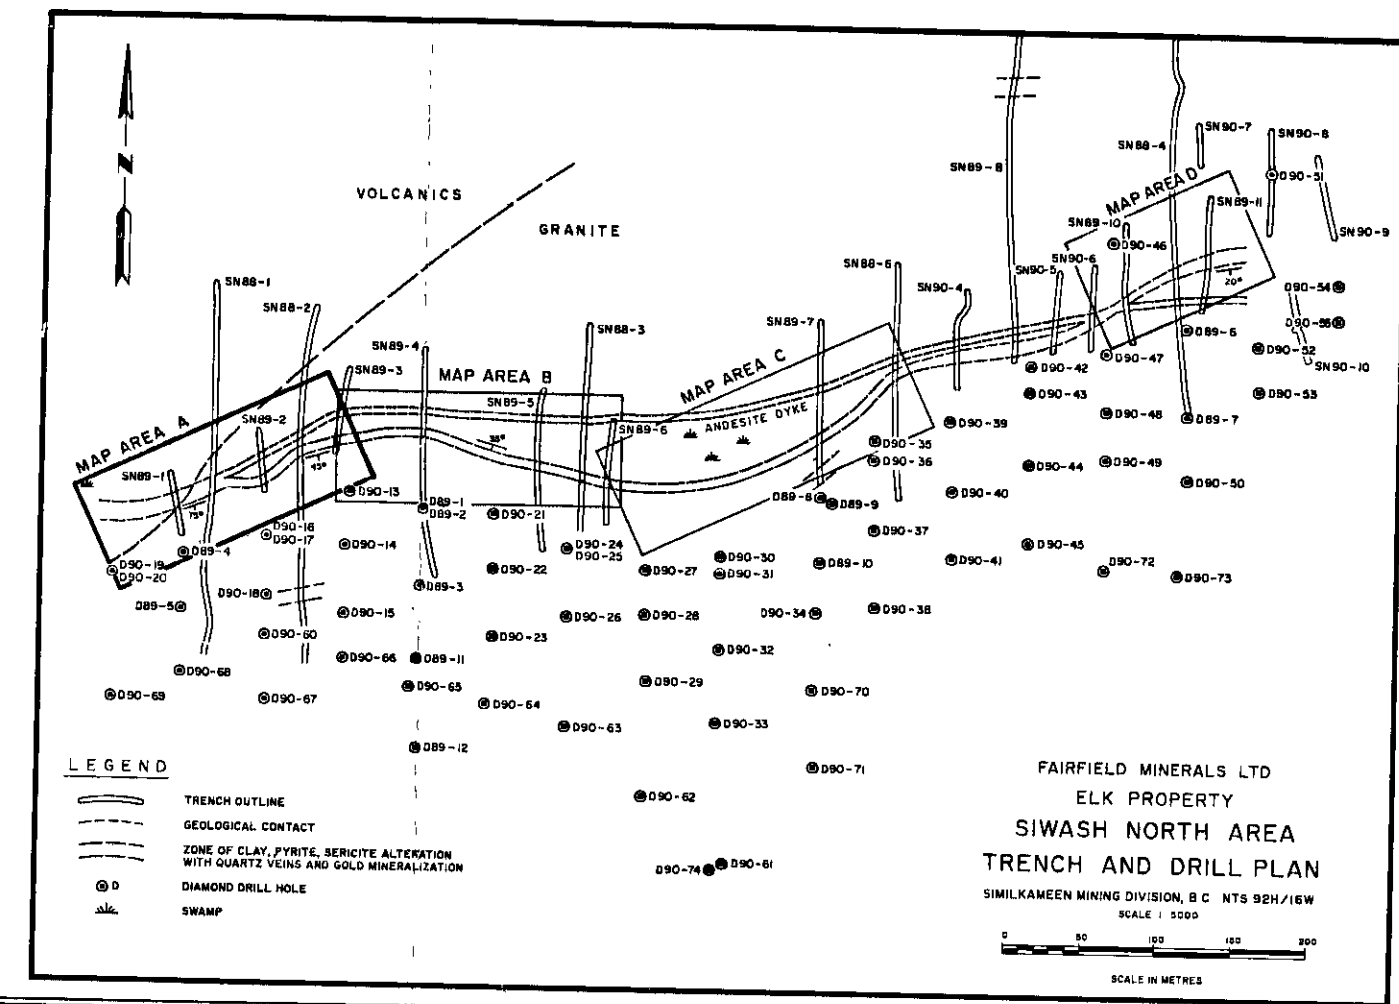 N
VOLCANICS
GRANITE
SN88-1
SN88-2
SN89-4
SN89-3
SN88-3
SN89-5
SN89-2
SN89-1
SN89-6
MAP AREA A
MAP AREA B
MAP AREA C
MAP AREA D
ANDESITE DYKE
SN89-7
SN88-6
SN90-4
SN89-8
SN90-5
SN90-6
SN89-10
SN88-4
SN90-7
SN89-11
SN90-8
SN90-9
SN90-10
45°
75°
20°
D90-51
D90-46
D90-54
D89-6
D90-52
D90-47
D90-42
D90-53
D90-43
D90-48
D89-7
D90-39
D90-35
D90-36
D90-44
D90-49
D90-50
D90-40
D90-13
D89-1
D89-2
D90-21
D89-8
D89-9
D90-16
D90-17
D90-14
D89-4
D90-24
D90-25
D90-37
D90-45
D90-19
D90-20
D90-30
D90-31
D89-10
D90-41
D90-72
D90-73
D90-22
D90-27
D89-3
D90-18
D89-5
D90-15
D90-26
D90-28
D90-34
D90-38
D90-60
D90-23
D90-32
D90-66
D89-11
D90-68
D90-65
D90-29
D90-69
D90-67
D90-64
D90-70
D90-63
D90-33
D89-12
D90-71
D90-62
D90-74
D90-61
LEGEND
TRENCH OUTLINE
GEOLOGICAL CONTACT
ZONE OF CLAY, PYRITE, SERICITE ALTERATION
WITH QUARTZ VEINS AND GOLD MINERALIZATION
D
DIAMOND DRILL HOLE
SWAMP
FAIRFIELD MINERALS LTD
ELK PROPERTY
SIWASH NORTH AREA
TRENCH AND DRILL PLAN
SIMILKAMEEN MINING DIVISION, B C NTS 92H/16W
SCALE 1 5000
0 50 100 150 200
SCALE IN METRES